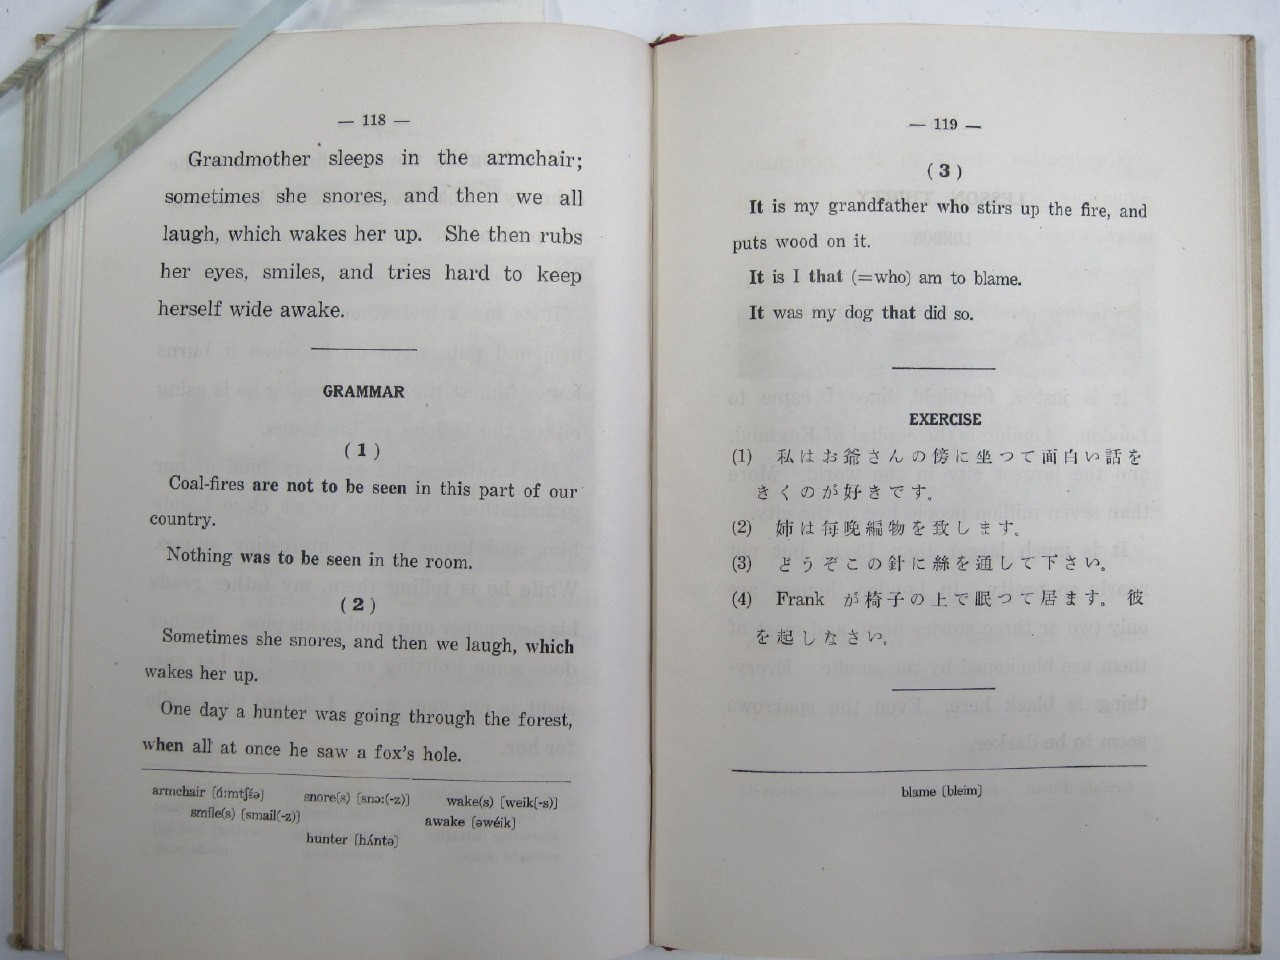 — 118 —
Grandmother sleeps in the armchair;
sometimes she snores, and then we all
laugh, which wakes her up. She then rubs
her eyes, smiles, and tries hard to keep
herself wide awake.
GRAMMAR
(1)
Coal-fires are not to be seen in this part of our
country.
Nothing was to be seen in the room.
(2)
Sometimes she snores, and then we laugh, which
wakes her up.
One day a hunter was going through the forest,
when all at once he saw a fox's hole.
armchair [ɑ́:mtʃɛ́ə] snore(s) [snɔ:(-z)] wake(s) [weik[-s)]
smile(s) [smail(-z)] awake [əwéik]
hunter [hʌ́ntə]
— 119 —
(3)
It is my grandfather who stirs up the fire, and
puts wood on it.
It is I that (=who) am to blame.
It was my dog that did so.
EXERCISE
(1) 私はお爺さんの傍に坐つて面白い話を
きくのが好きです。
(2) 姉は每晩編物を致します。
(3) どうぞこの針に絲を通して下さい。
(4) Frank が椅子の上で眠つて居ます。彼
を起しなさい。
blame [bleim]